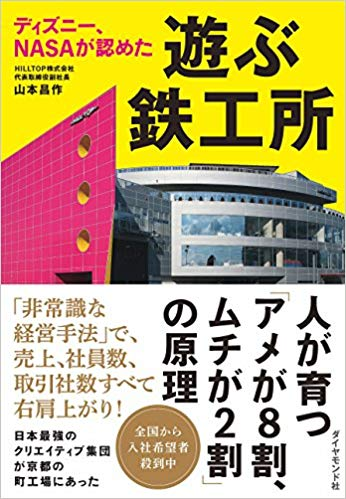 ディズニー、
NASAが認めた
遊ぶ
鉄工所
HILLTOP株式会社
代表取締役副社長
山本昌作
人が育つ
「アメが8割、
ムチが2割」
の原理
「非常識な
経営手法」で、
売上、社員数、
取引社数すべて
右肩上がり!
日本最強の
クリエイティブ集団
が京都の
町工場にあった
全国から
入社希望者
殺到中
ダイヤモンド社